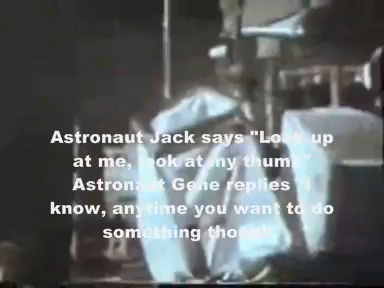 Astronaut Jack says "Look up
at me, look at my thumb"
Astronaut Gene replies "I
know, anytime you want to do
something though